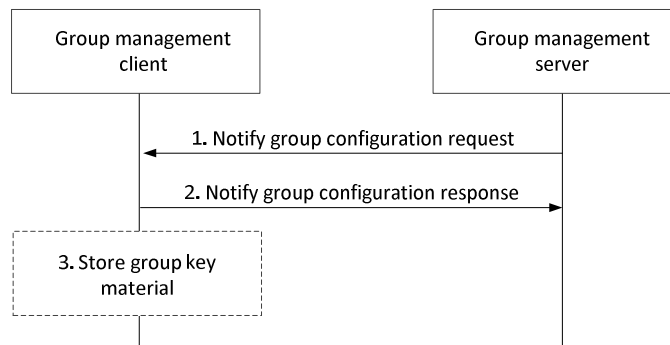 Group management
client
Group management
server
1. Notify group configuration request
2. Notify group configuration response
3. Store group key
material